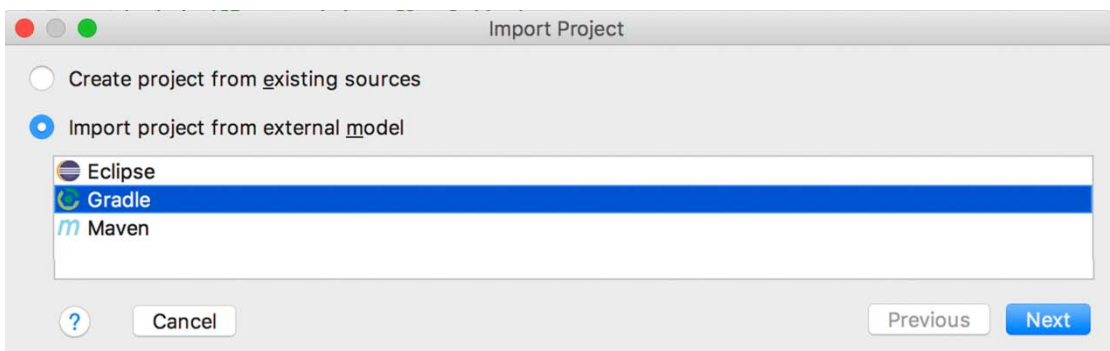 Import Project
Create project from existing sources
Import project from external model
Eclipse
Gradle
Maven
? Cancel Previous Next